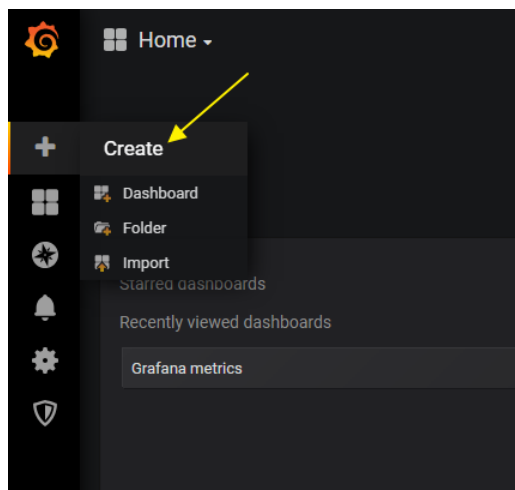 Home
Create
Dashboard
Folder
Import
Starred dashboards
Recently viewed dashboards
Grafana metrics